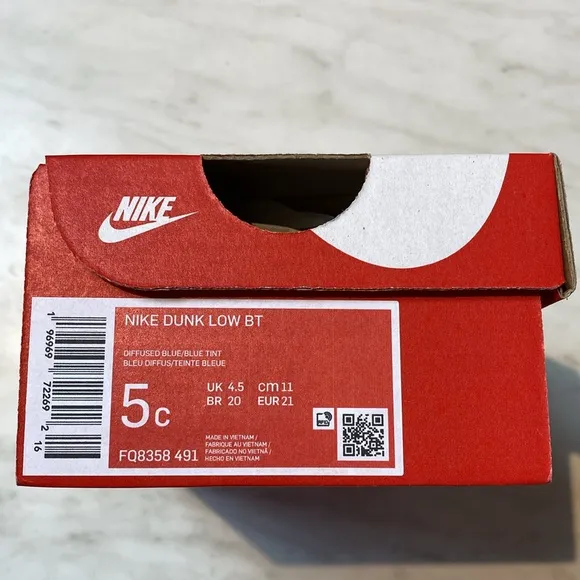 NIKE
NIKE DUNK LOW BT
DIFFUSED BLUE/BLUE TINT
BLEU DIFFUS/TEINTE BLEUE
5C
UK 4.5 cm 11
BR 20 EUR 21
MADE IN VIETNAM /
FABRIQUE AU VIETNAM /
FABRICADO NO VIETNÃ /
HECHO EN VIETNAM
FQ8358 491
1 96969 72269 2
16